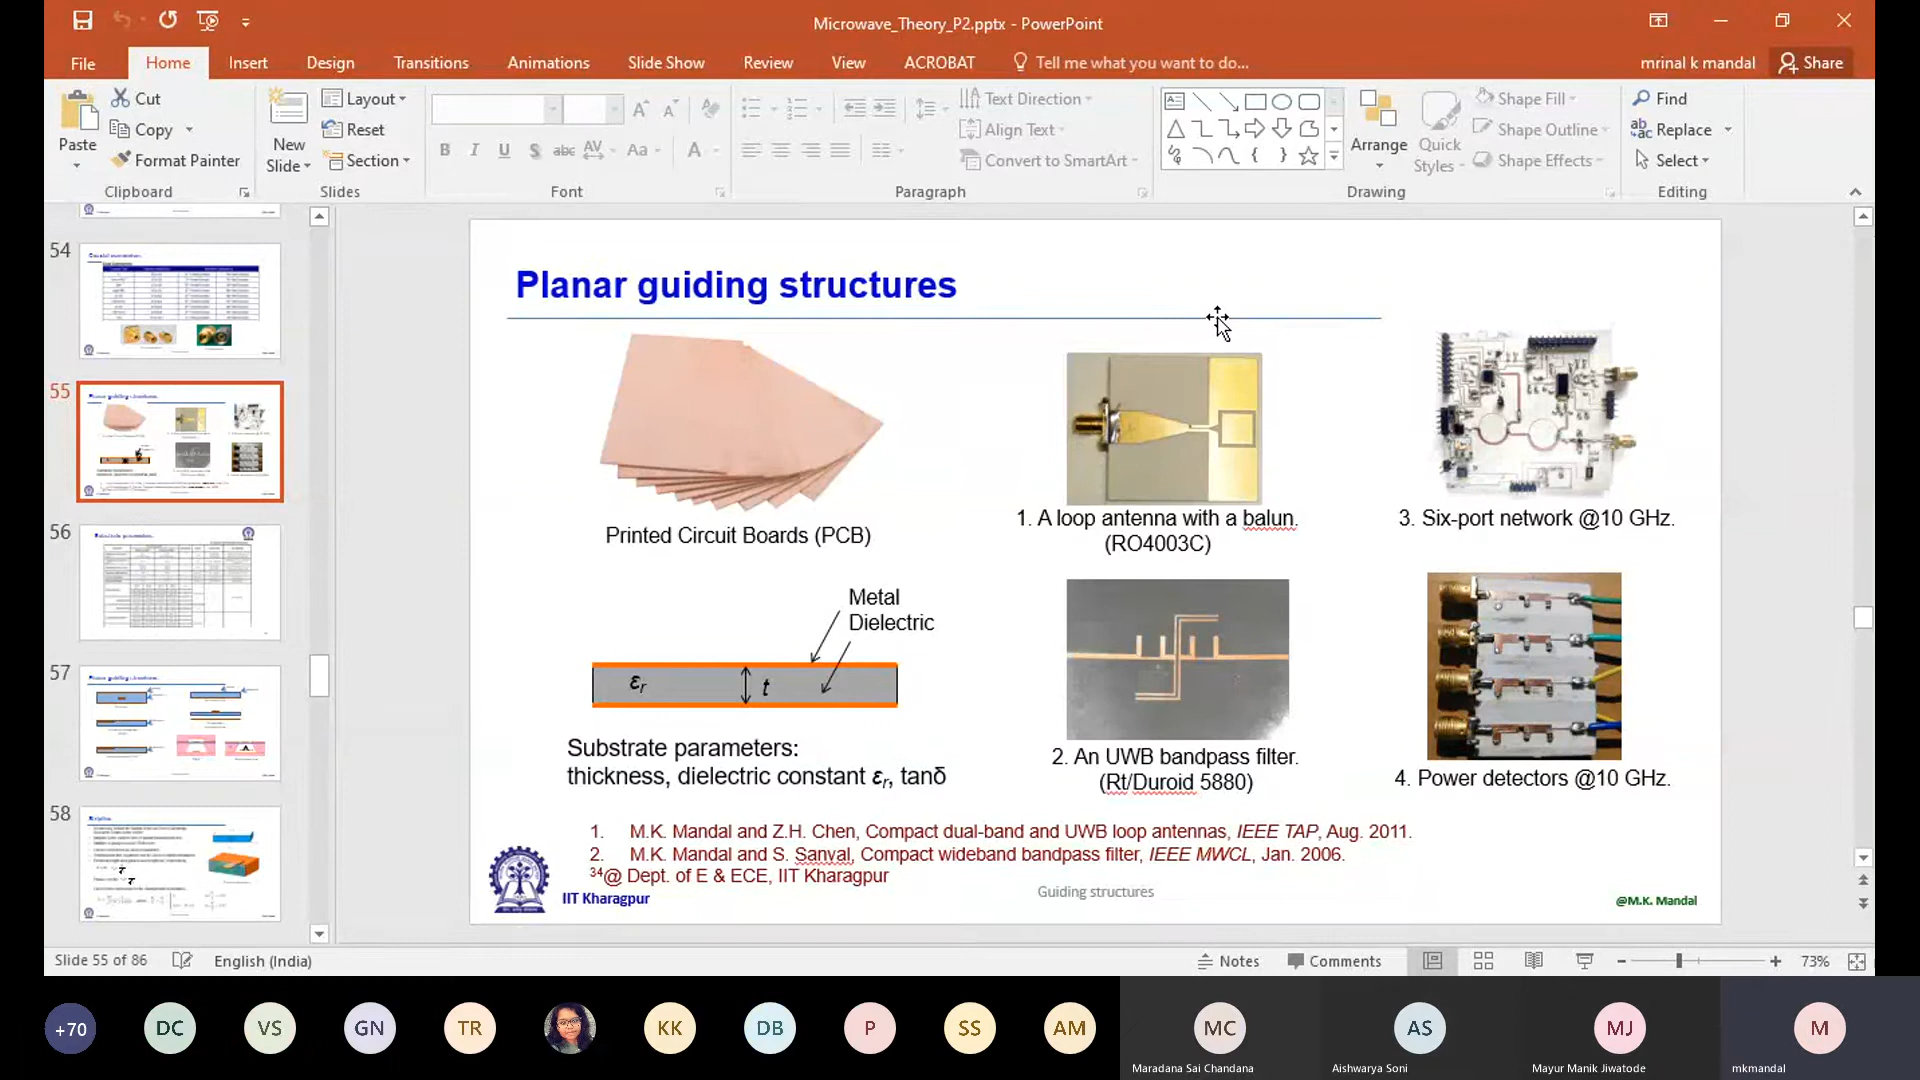 Microwave_Theory_P2.pptx - PowerPoint
File
Home
Insert
Design
Transitions
Animations
Slide Show
Review
View
ACROBAT
Tell me what you want to do...
mrinal k mandal
Share
Paste
Cut
Copy
Format Painter
Clipboard
New Slide
Layout
Reset
Section
Slides
B I U S abc AV Aa A
Font
Text Direction
Align Text
Convert to SmartArt
Paragraph
Arrange
Quick Styles
Shape Fill
Shape Outline
Shape Effects
Drawing
Find
Replace
Select
Editing
54
55
56
57
58
Planar guiding structures
Printed Circuit Boards (PCB)
Metal
Dielectric
εr
t
Substrate parameters:
thickness, dielectric constant εr, tanδ
1. A loop antenna with a balun.
(RO4003C)
2. An UWB bandpass filter.
(Rt/Duroid 5880)
3. Six-port network @10 GHz.
4. Power detectors @10 GHz.
1. M.K. Mandal and Z.H. Chen, Compact dual-band and UWB loop antennas, IEEE TAP, Aug. 2011.
2. M.K. Mandal and S. Sanyal, Compact wideband bandpass filter, IEEE MWCL, Jan. 2006.
34@ Dept. of E & ECE, IIT Kharagpur
IIT Kharagpur
Guiding structures
@M.K. Mandal
Slide 55 of 86
English (India)
Notes
Comments
73%
+70
DC
VS
GN
TR
KK
DB
P
SS
AM
MC
AS
MJ
M
Maradana Sai Chandana
Aishwarya Soni
Mayur Manik Jiwatode
mkmandal